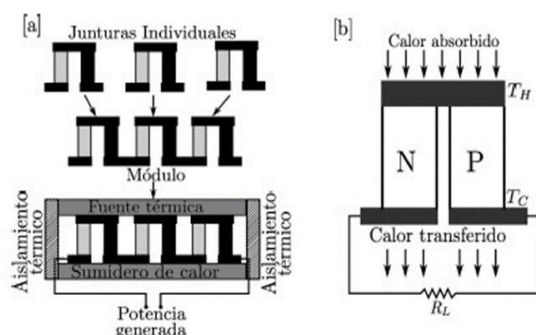 [a]
Junturas Individuales
Módulo
Fuente térmica
Aislamiento
térmico
Sumidero de calor
Aislamiento
térmico
Potencia
generada
[b]
Calor absorbido
T_H
N P
T_C
Calor transferido
R_L